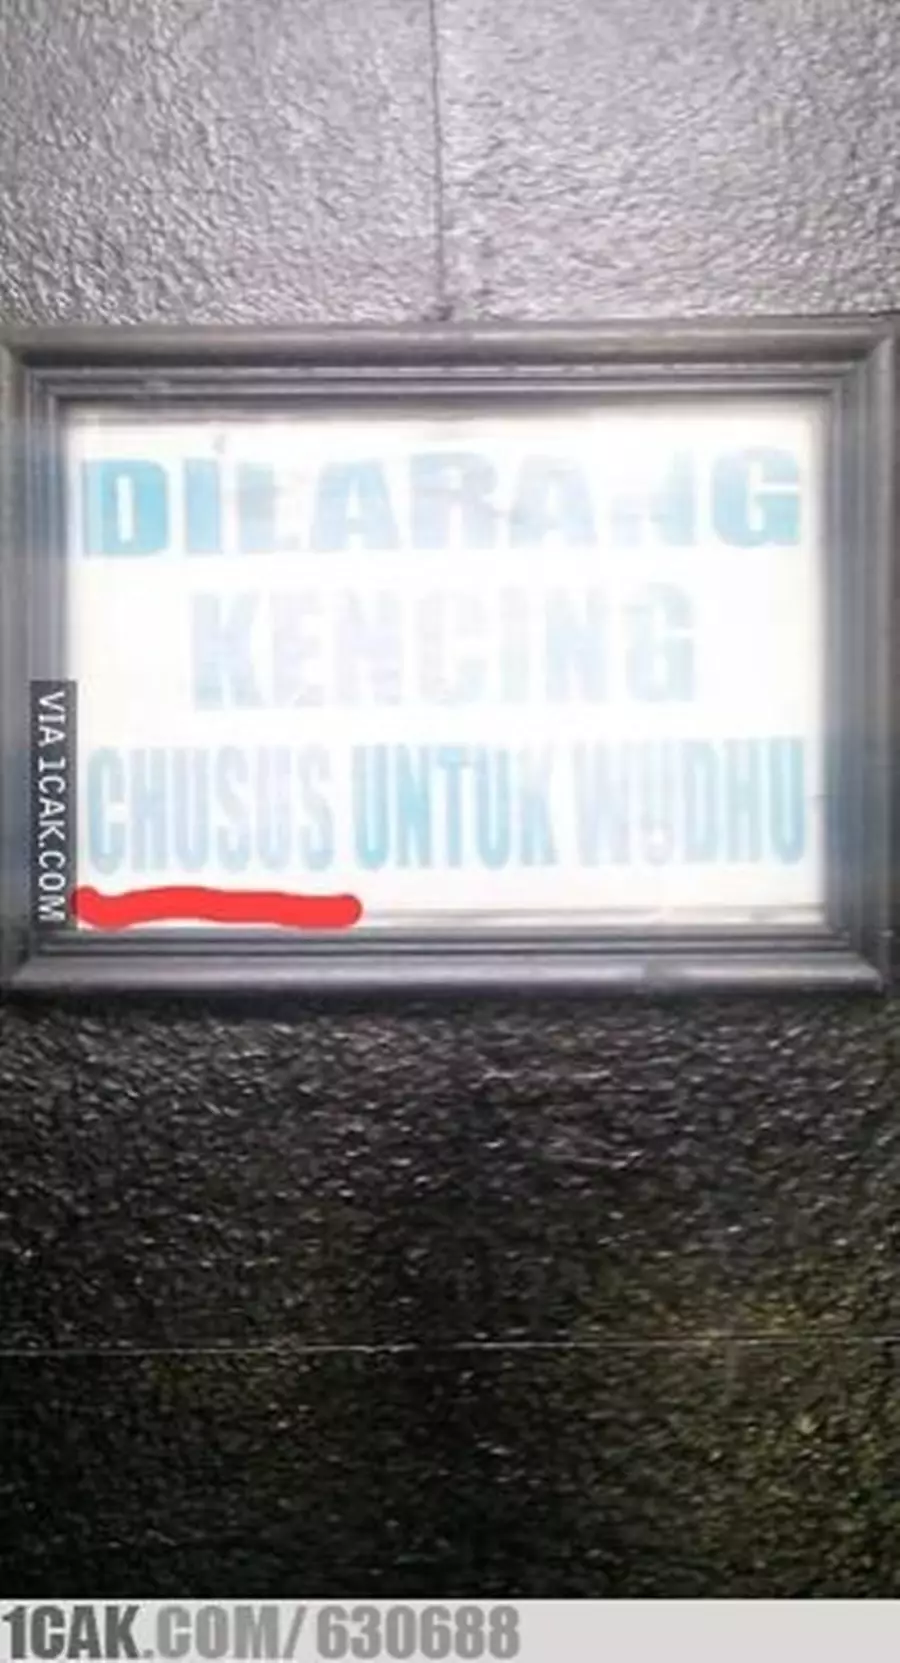 DILARANG
KENCING
CHUSUS UNTUK WUDHU
VIA 1CAK.COM
1CAK.COM/630688